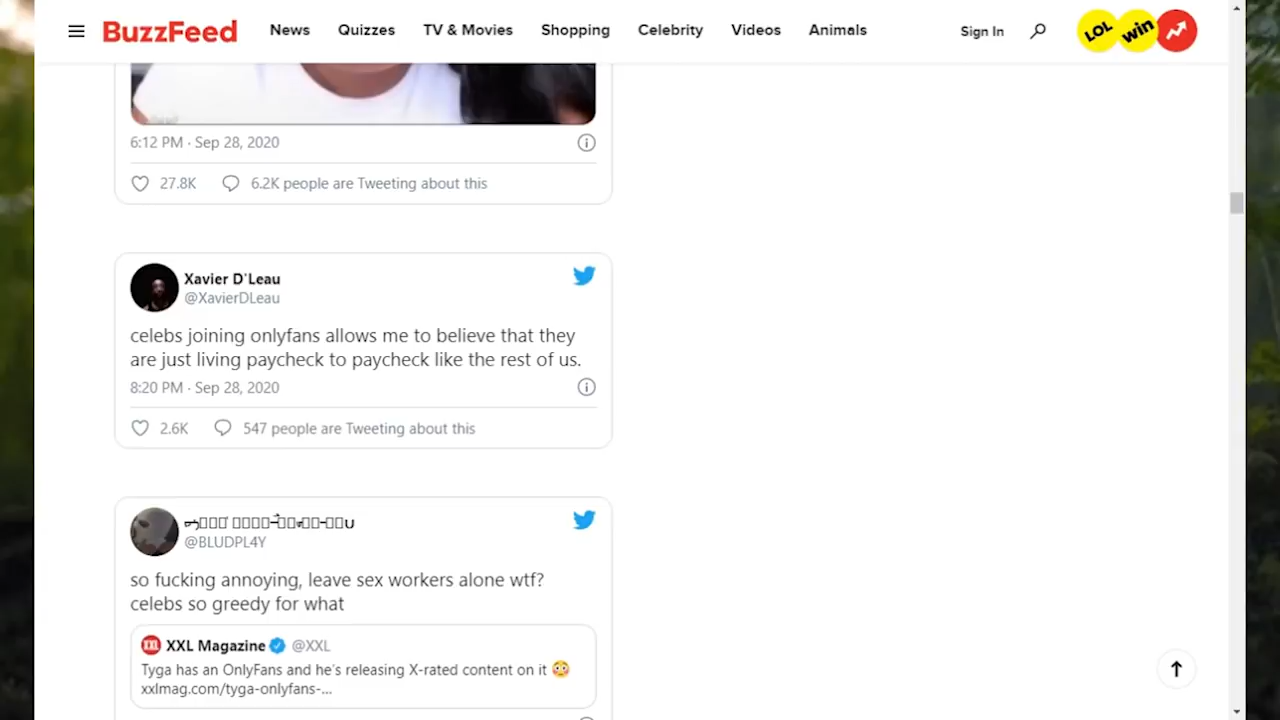 BuzzFeed News Quizzes TV & Movies Shopping Celebrity Videos Animals Sign In LOL win
6:12 PM · Sep 28, 2020
27.8K 6.2K people are Tweeting about this
Xavier D'Leau
@XavierDLeau
celebs joining onlyfans allows me to believe that they
are just living paycheck to paycheck like the rest of us.
8:20 PM · Sep 28, 2020
2.6K 547 people are Tweeting about this
@BLUDPL4Y
so fucking annoying, leave sex workers alone wtf?
celebs so greedy for what
XXL XXL Magazine @XXL
Tyga has an OnlyFans and he's releasing X-rated content on it 😳
xxlmag.com/tyga-onlyfans-...